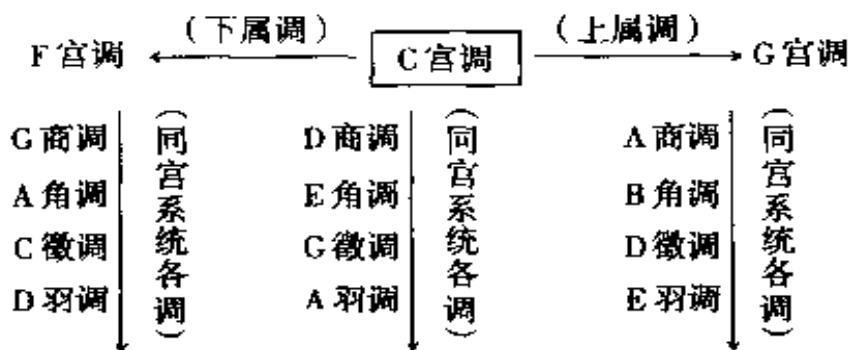 (下属调) (上属调)
F宫调 C宫调 G宫调
G商调 D商调 A商调
A角调 E角调 B角调
C徵调 G徵调 D徵调
D羽调 A羽调 E羽调
(同宫系统各调) (同宫系统各调) (同宫系统各调)